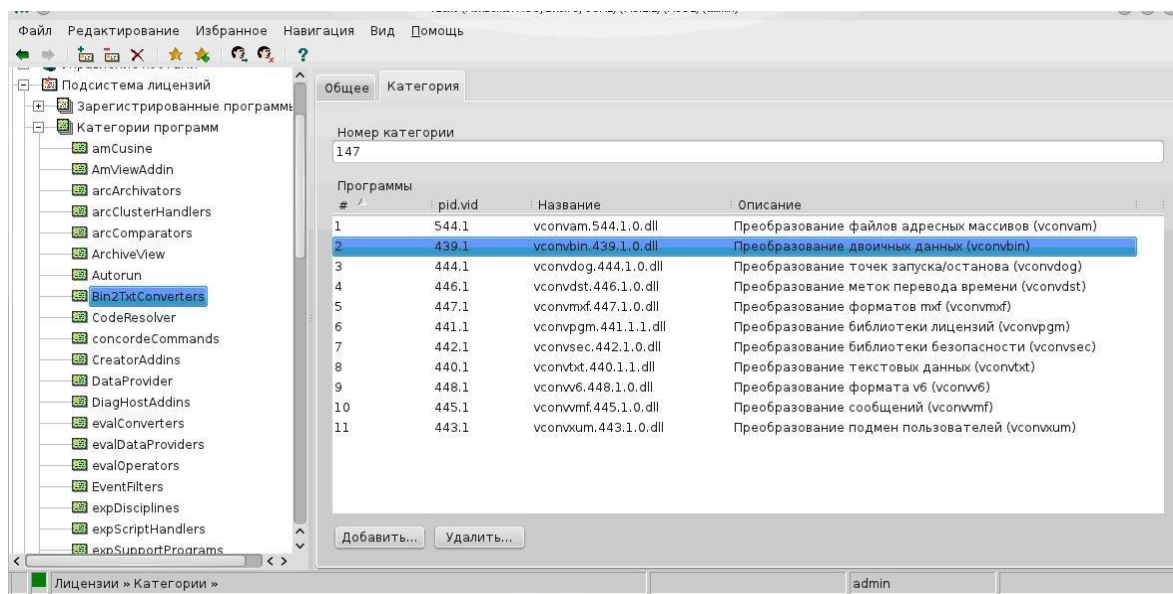 Файл Редактирование Избранное Навигация Вид Помощь
Подсистема лицензий
Зарегистрированные программы
Категории программ
amCusine
AmViewAddin
arcArchivators
arcClusterHandlers
arcComparators
ArchiveView
Autorun
Bin2TxtConverters
CodeResolver
concordeCommands
CreatorAddins
DataProvider
DiagHostAddins
evalConverters
evalDataProviders
evalOperators
EventFilters
expDisciplines
expScriptHandlers
expSupportPrograms
Общее Категория
Номер категории
147
Программы
# pid.vid Название Описание
1 544.1 vconvam.544.1.0.dll Преобразование файлов адресных массивов (vconvam)
2 439.1 vconvbin.439.1.0.dll Преобразование двоичных данных (vconvbin)
3 444.1 vconvdog.444.1.0.dll Преобразование точек запуска/останова (vconvdog)
4 446.1 vconvdst.446.1.0.dll Преобразование меток перевода времени (vconvdst)
5 447.1 vconvmxf.447.1.0.dll Преобразование форматов mxf (vconvmxf)
6 441.1 vconvpgm.441.1.1.dll Преобразование библиотеки лицензий (vconvpgm)
7 442.1 vconvsec.442.1.0.dll Преобразование библиотеки безопасности (vconvsec)
8 440.1 vconvtxt.440.1.1.dll Преобразование текстовых данных (vconvtxt)
9 448.1 vconvv6.448.1.0.dll Преобразование формата v6 (vconvv6)
10 445.1 vconvvmf.445.1.0.dll Преобразование сообщений (vconvvmf)
11 443.1 vconvxum.443.1.0.dll Преобразование подмен пользователей (vconvxum)
Добавить... Удалить...
Лицензии » Категории » admin